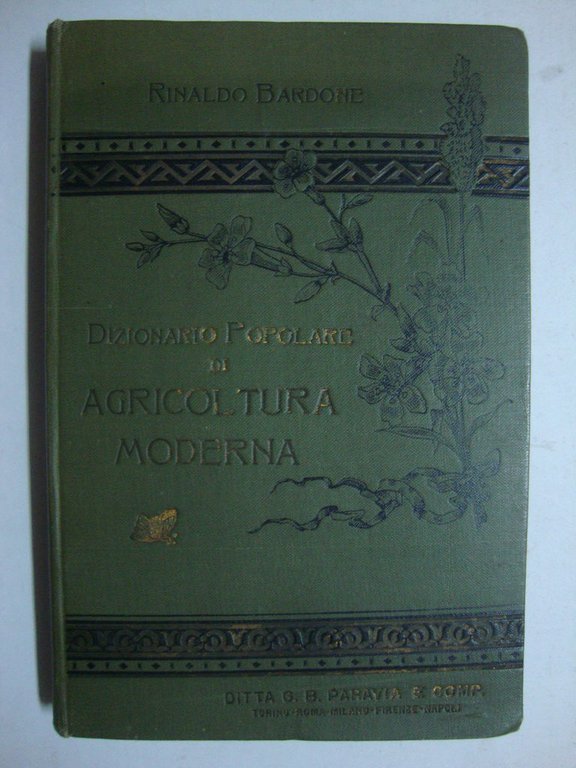 RINALDO BARDONE
DIZIONARIO POPOLARE
DI
AGRICOLTURA
MODERNA
DITTA G. B. PARAVIA & COMP.
TORINO-ROMA-MILANO-FIRENZE-NAPOLI